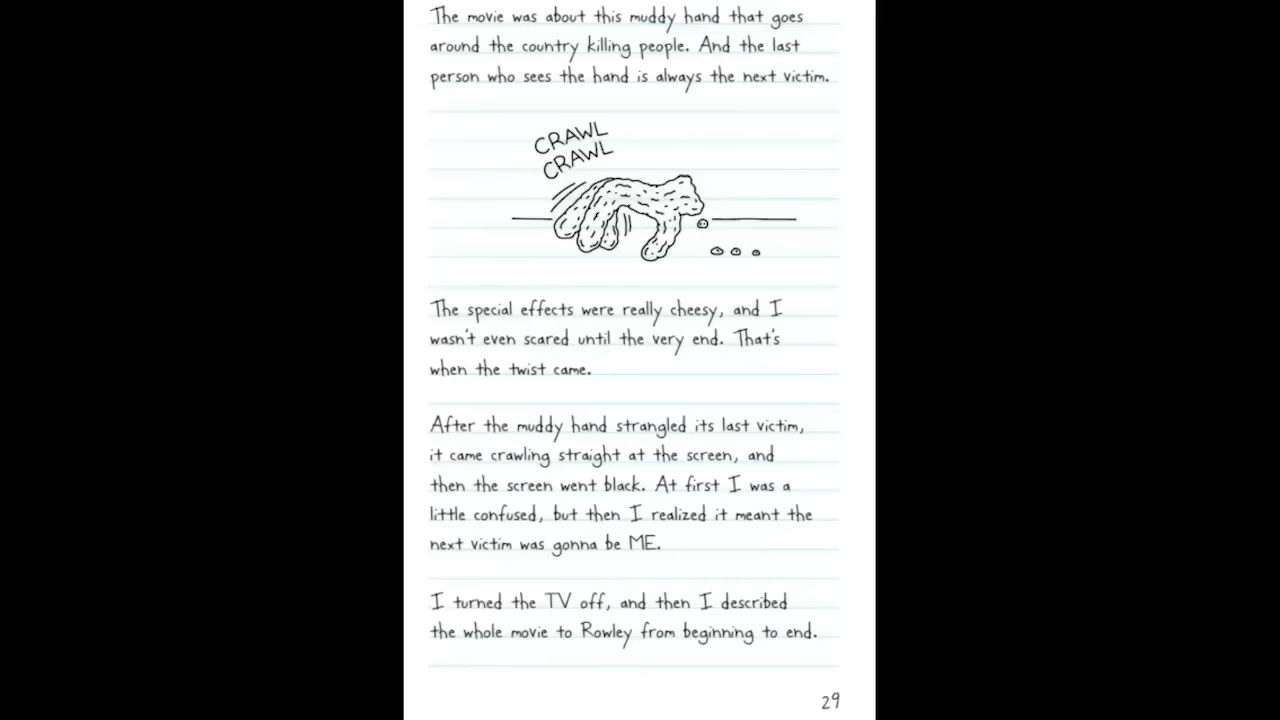 The movie was about this muddy hand that goes
around the country killing people. And the last
person who sees the hand is always the next victim.
CRAWL
CRAWL
The special effects were really cheesy, and I
wasn't even scared until the very end. That's
when the twist came.
After the muddy hand strangled its last victim,
it came crawling straight at the screen, and
then the screen went black. At first I was a
little confused, but then I realized it meant the
next victim was gonna be ME.
I turned the TV off, and then I described
the whole movie to Rowley from beginning to end.
29